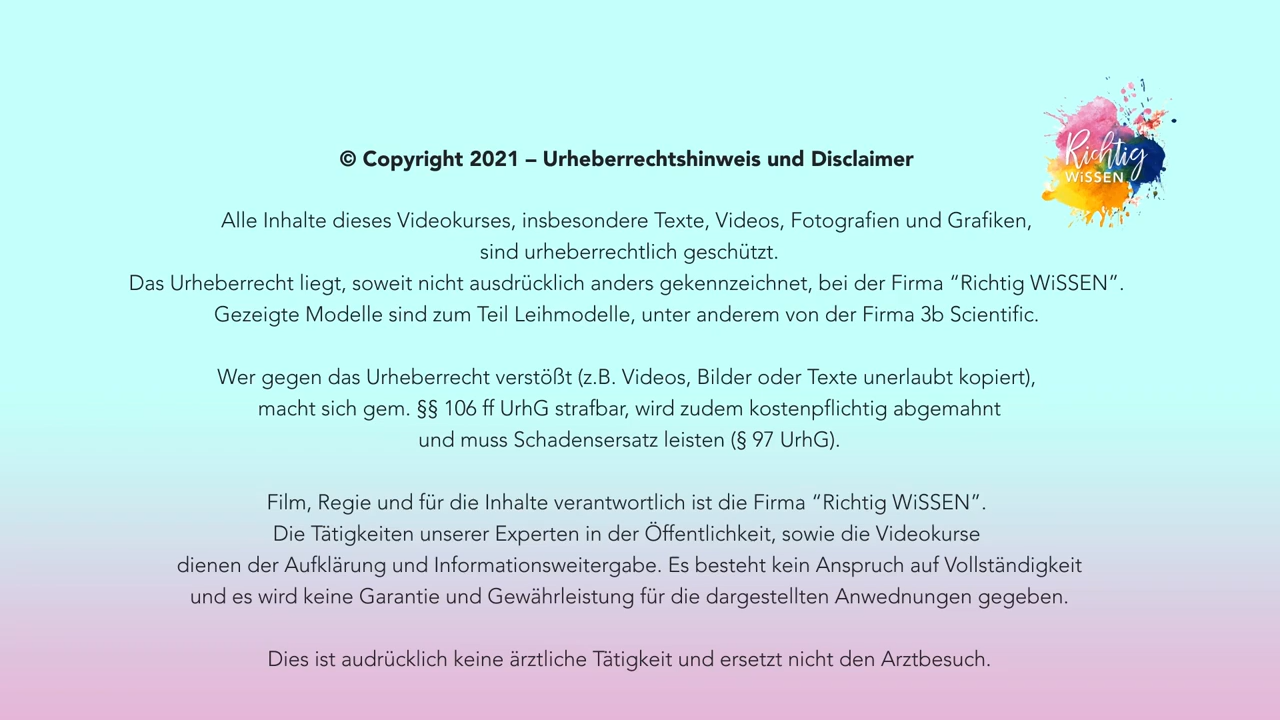 © Copyright 2021 – Urheberrechtshinweis und Disclaimer
Richtig
WiSSEN
Alle Inhalte dieses Videokurses, insbesondere Texte, Videos, Fotografien und Grafiken,
sind urheberrechtlich geschützt.
Das Urheberrecht liegt, soweit nicht ausdrücklich anders gekennzeichnet, bei der Firma “Richtig WiSSEN”.
Gezeigte Modelle sind zum Teil Leihmodelle, unter anderem von der Firma 3b Scientific.
Wer gegen das Urheberrecht verstößt (z.B. Videos, Bilder oder Texte unerlaubt kopiert),
macht sich gem. §§ 106 ff UrhG strafbar, wird zudem kostenpflichtig abgemahnt
und muss Schadensersatz leisten (§ 97 UrhG).
Film, Regie und für die Inhalte verantwortlich ist die Firma “Richtig WiSSEN”.
Die Tätigkeiten unserer Experten in der Öffentlichkeit, sowie die Videokurse
dienen der Aufklärung und Informationsweitergabe. Es besteht kein Anspruch auf Vollständigkeit
und es wird keine Garantie und Gewährleistung für die dargestellten Anwednungen gegeben.
Dies ist audrücklich keine ärztliche Tätigkeit und ersetzt nicht den Arztbesuch.